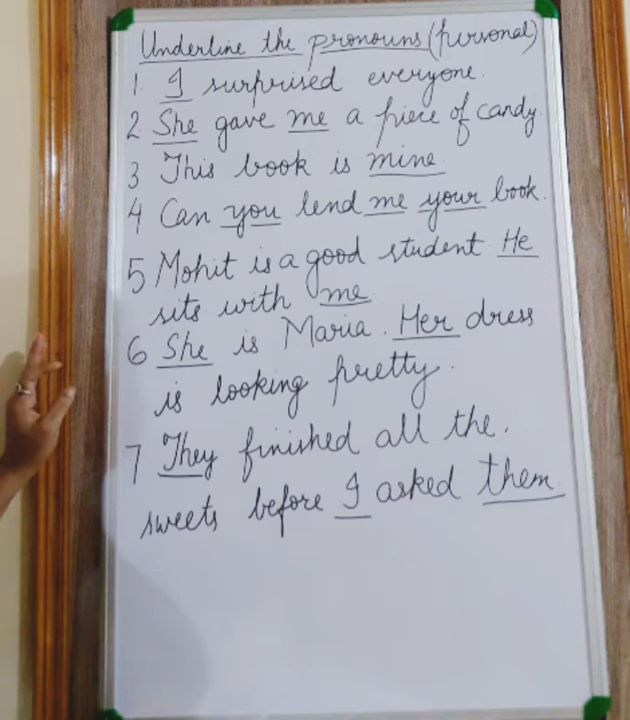 Underline the pronouns (personal)
1. I surprised everyone.
2 She gave me a piece of candy.
3 This book is mine
4 Can you lend me your book.
5 Mohit is a good student. He
sits with me
6 She is Maria. Her dress
is looking pretty.
7 They finished all the.
sweets before I asked them